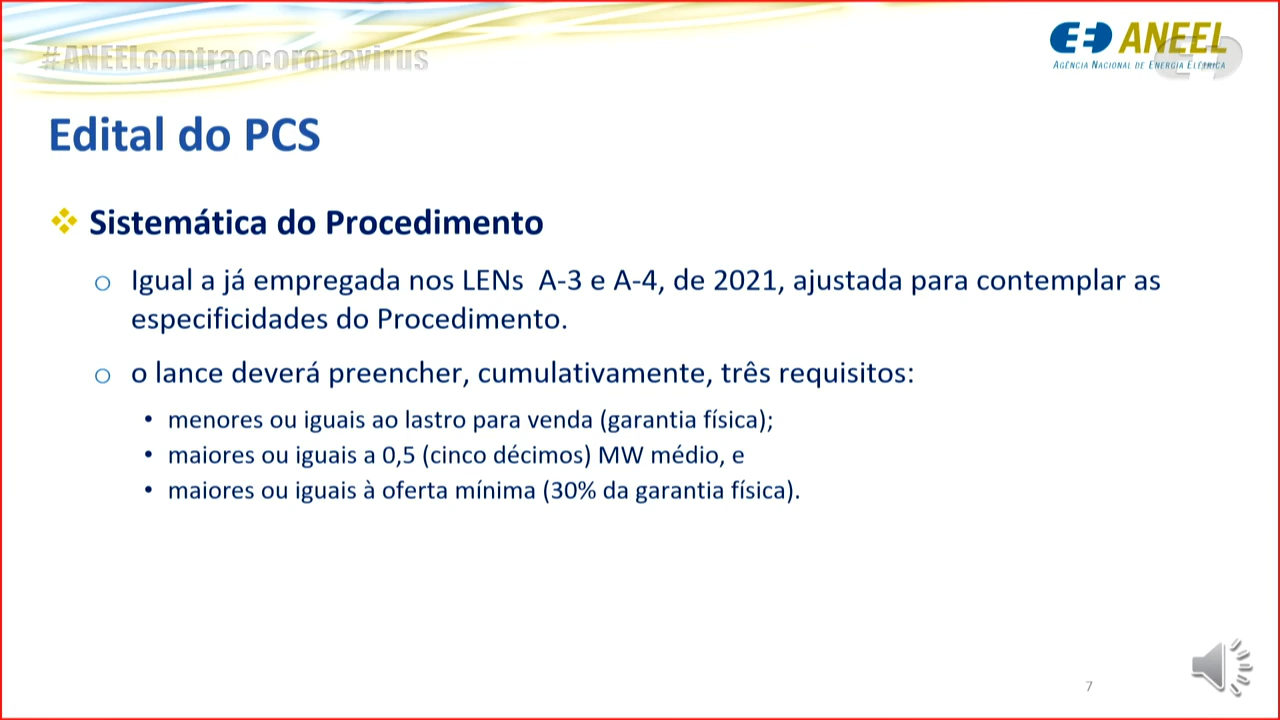 #ANEELcontraocoronavirus
ANEEL
AGÊNCIA NACIONAL DE ENERGIA ELÉTRICA
Edital do PCS
Sistemática do Procedimento
Igual a já empregada nos LENs A-3 e A-4, de 2021, ajustada para contemplar as
especificidades do Procedimento.
o lance deverá preencher, cumulativamente, três requisitos:
• menores ou iguais ao lastro para venda (garantia física);
• maiores ou iguais a 0,5 (cinco décimos) MW médio, e
• maiores ou iguais à oferta mínima (30% da garantia física).
7